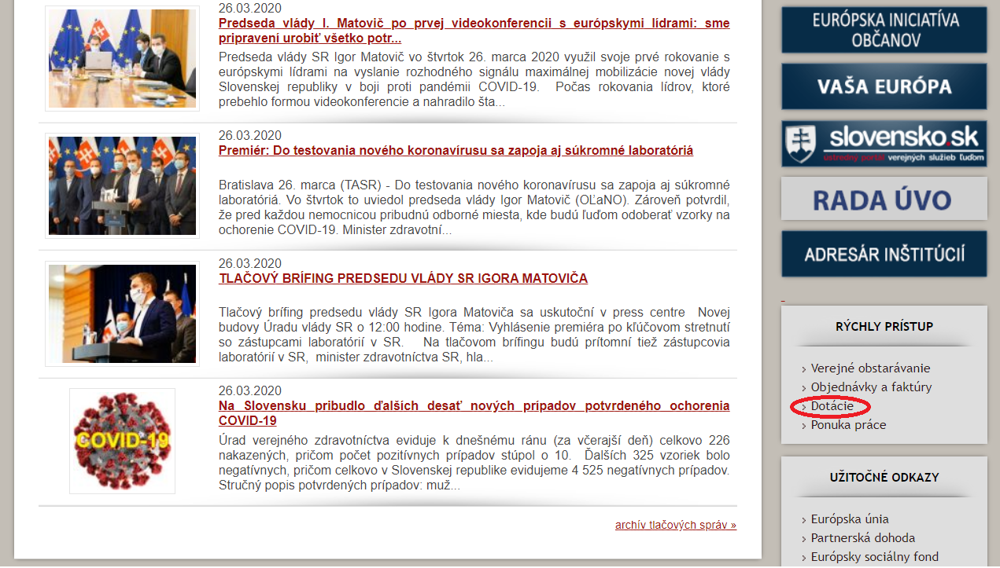 26.03.2020
Predseda vlády I. Matovič po prvej videokonferencii s európskymi lídrami: sme
pripravení urobiť všetko potr...
Predseda vlády SR Igor Matovič vo štvrtok 26. marca 2020 využil svoje prvé rokovanie s
európskymi lídrami na vyslanie rozhodného signálu maximálnej mobilizácie novej vlády
Slovenskej republiky v boji proti pandémii COVID-19. Počas rokovania lídrov, ktoré
prebehlo formou videokonferencie a nahradilo šta...
26.03.2020
Premiér: Do testovania nového koronavírusu sa zapoja aj súkromné laboratóriá
Bratislava 26. marca (TASR) - Do testovania nového koronavírusu sa zapoja aj súkromné
laboratóriá. Vo štvrtok to uviedol predseda vlády Igor Matovič (OĽaNO). Zároveň potvrdil,
že pred každou nemocnicou pribudnú odborné miesta, kde budú ľuďom odoberať vzorky na
ochorenie COVID-19. Minister zdravotní...
26.03.2020
TLAČOVÝ BRÍFING PREDSEDU VLÁDY SR IGORA MATOVIČA
Tlačový brífing predsedu vlády SR Igora Matoviča sa uskutoční v press centre Novej
budovy Úradu vlády SR o 12:00 hodine. Téma: Vyhlásenie premiéra po kľúčovom stretnutí
so zástupcami laboratórií v SR. Na tlačovom brífingu budú prítomní tiež zástupcovia
laboratórií v SR, minister zdravotníctva SR, hla...
COVID-19
26.03.2020
Na Slovensku pribudlo ďalších desať nových prípadov potvrdeného ochorenia
COVID-19
Úrad verejného zdravotníctva eviduje k dnešnému ránu (za včerajší deň) celkovo 226
nakazených, pričom počet pozitívnych prípadov stúpol o 10. Ďalších 325 vzoriek bolo
negatívnych, pričom celkovo v Slovenskej republike evidujeme 4 525 negatívnych prípadov.
Stručný popis potvrdených prípadov: muž...
archív tlačových správ »
EURÓPSKA INICIATÍVA
OBČANOV
VAŠA EURÓPA
slovensko.sk
ústredný portál verejných služieb ľuďom
RADA ÚVO
ADRESÁR INŠTITÚCIÍ
RÝCHLY PRÍSTUP
› Verejné obstarávanie
› Objednávky a faktúry
› Dotácie
› Ponuka práce
UŽITOČNÉ ODKAZY
› Európska únia
› Partnerská dohoda
› Európsky sociálny fond